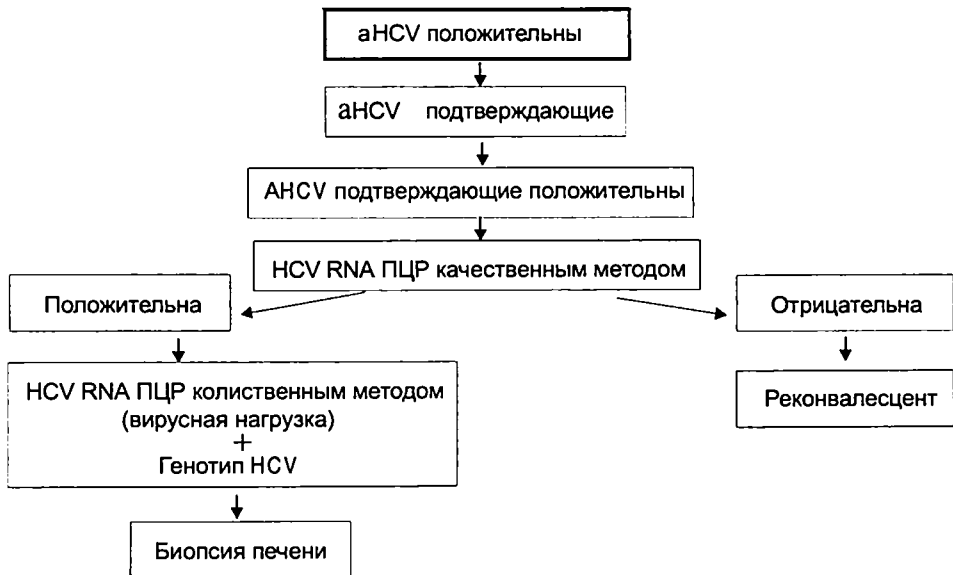 aHCV положительны
aHCV подтверждающие
AHCV подтверждающие положительны
HCV RNA ПЦР качественным методом
Положительна
Отрицательна
HCV RNA ПЦР колиственным методом
(вирусная нагрузка)
+
Генотип HCV
Реконвалесцент
Биопсия печени